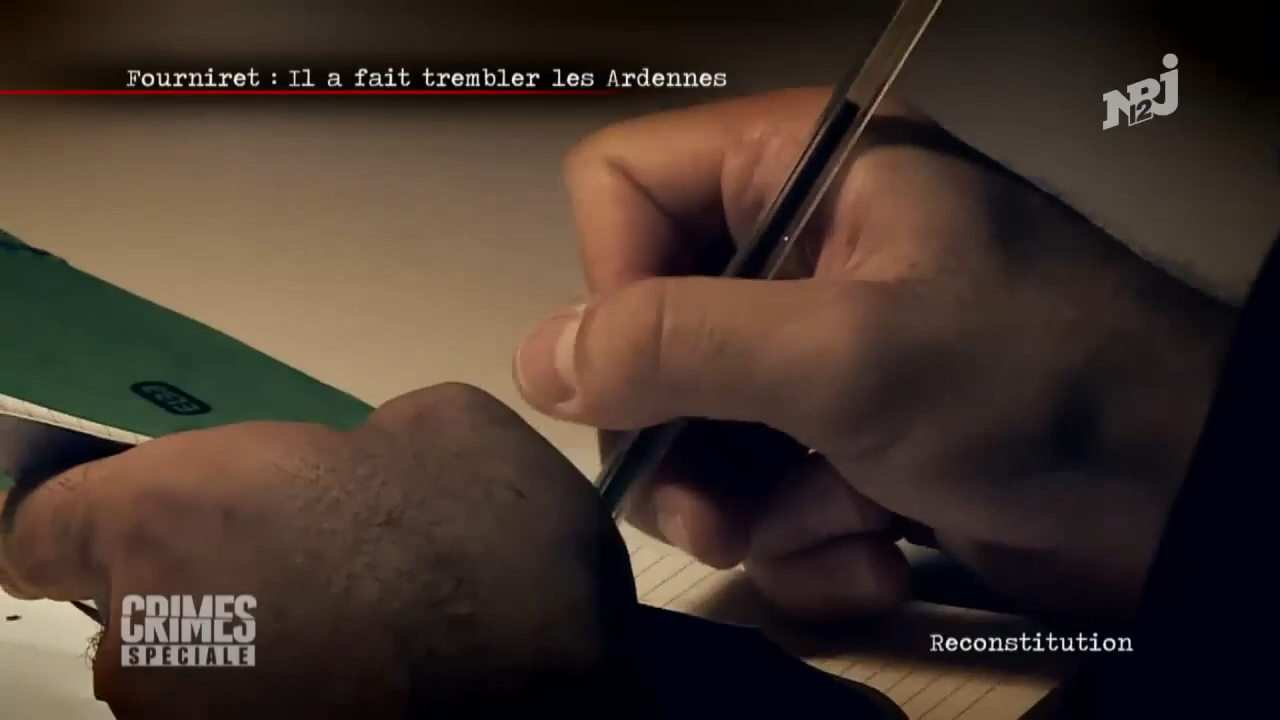 Fourniret : Il a fait trembler les Ardennes
NRJ
12
CRIMES
SPECIALE
Reconstitution